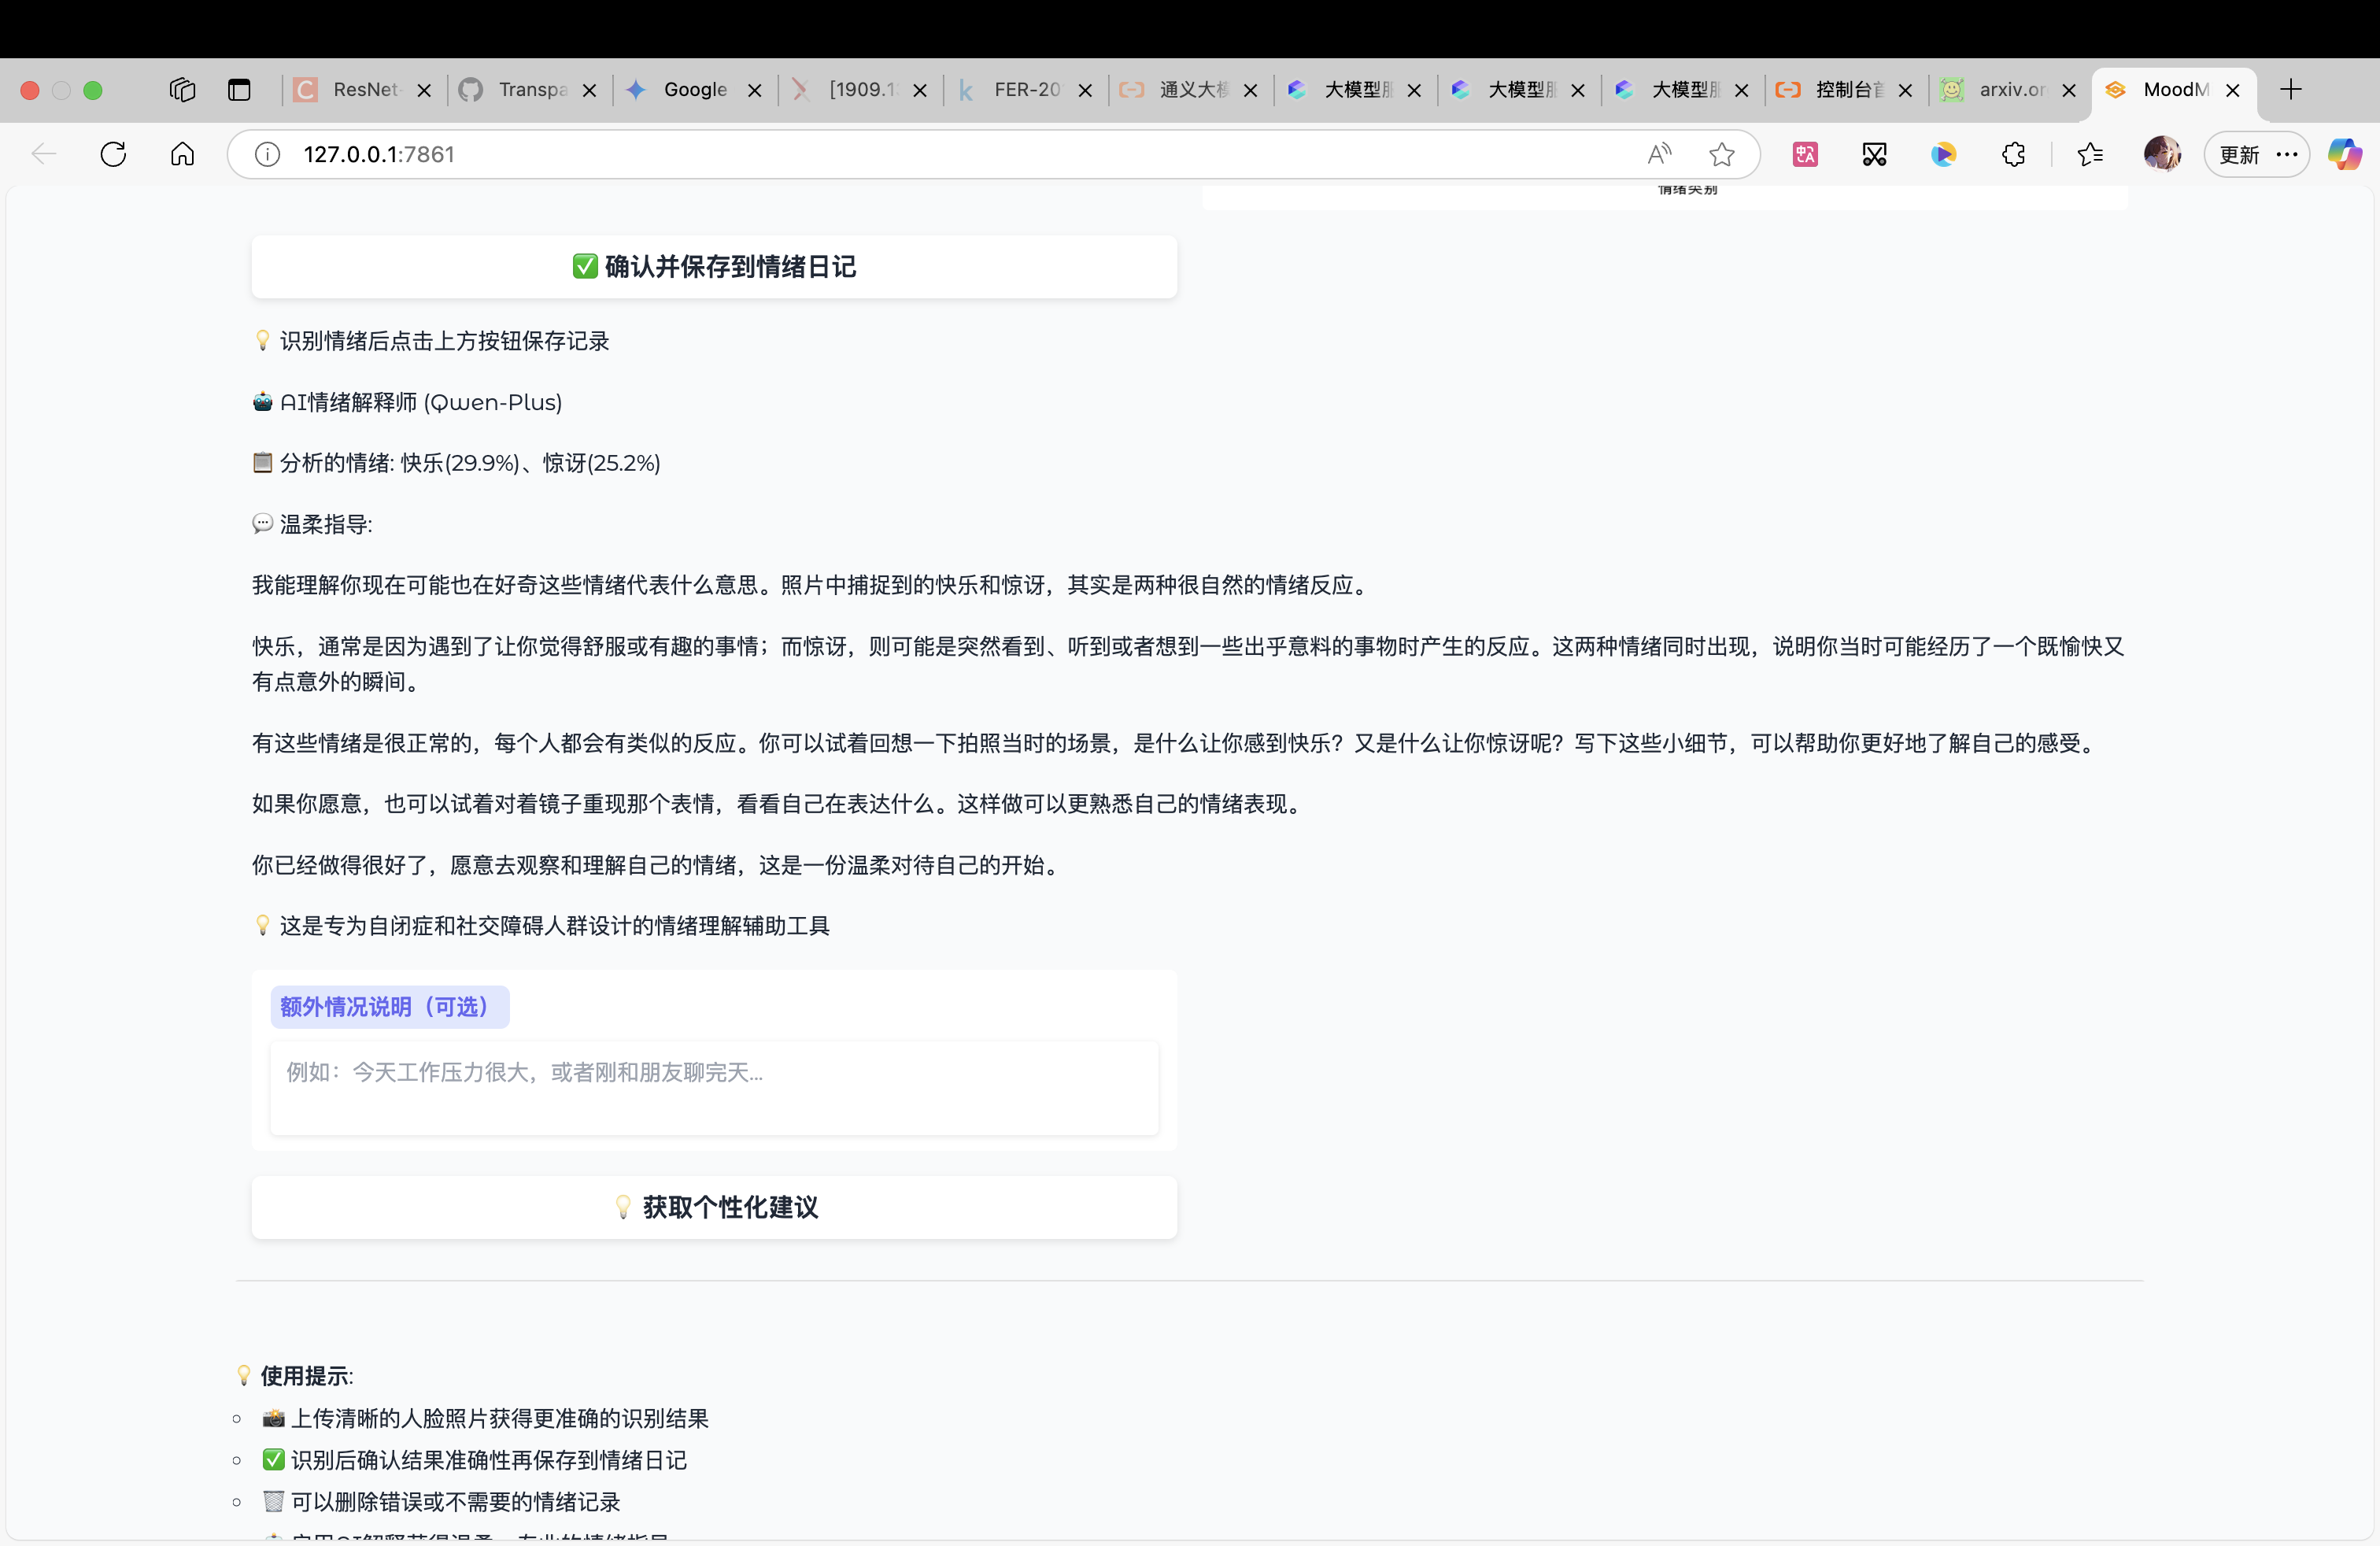 ResNet-
Transpa
Google
[1909.1
FER-20
通义大模
大模型服
大模型服
大模型服
控制台首
arxiv.or
MoodM
127.0.0.1:7861
更新
情绪类别
✅ 确认并保存到情绪日记
💡 识别情绪后点击上方按钮保存记录
🤖 AI情绪解释师 (Qwen-Plus)
📋 分析的情绪: 快乐(29.9%)、惊讶(25.2%)
💬 温柔指导:
我能理解你现在可能也在好奇这些情绪代表什么意思。照片中捕捉到的快乐和惊讶，其实是两种很自然的情绪反应。
快乐，通常是因为遇到了让你觉得舒服或有趣的事情；而惊讶，则可能是突然看到、听到或者想到一些出乎意料的事物时产生的反应。这两种情绪同时出现，说明你当时可能经历了一个既愉快又
有点意外的瞬间。
有这些情绪是很正常的，每个人都会有类似的反应。你可以试着回想一下拍照当时的场景，是什么让你感到快乐？又是什么让你惊讶呢？写下这些小细节，可以帮助你更好地了解自己的感受。
如果你愿意，也可以试着对着镜子重现那个表情，看看自己在表达什么。这样做可以更熟悉自己的情绪表现。
你已经做得很好了，愿意去观察和理解自己的情绪，这是一份温柔对待自己的开始。
💡 这是专为自闭症和社交障碍人群设计的情绪理解辅助工具
额外情况说明（可选）
例如：今天工作压力很大，或者刚和朋友聊完天...
💡 获取个性化建议
💡 使用提示:
📸 上传清晰的人脸照片获得更准确的识别结果
✅ 识别后确认结果准确性再保存到情绪日记
🗑️ 可以删除错误或不需要的情绪记录